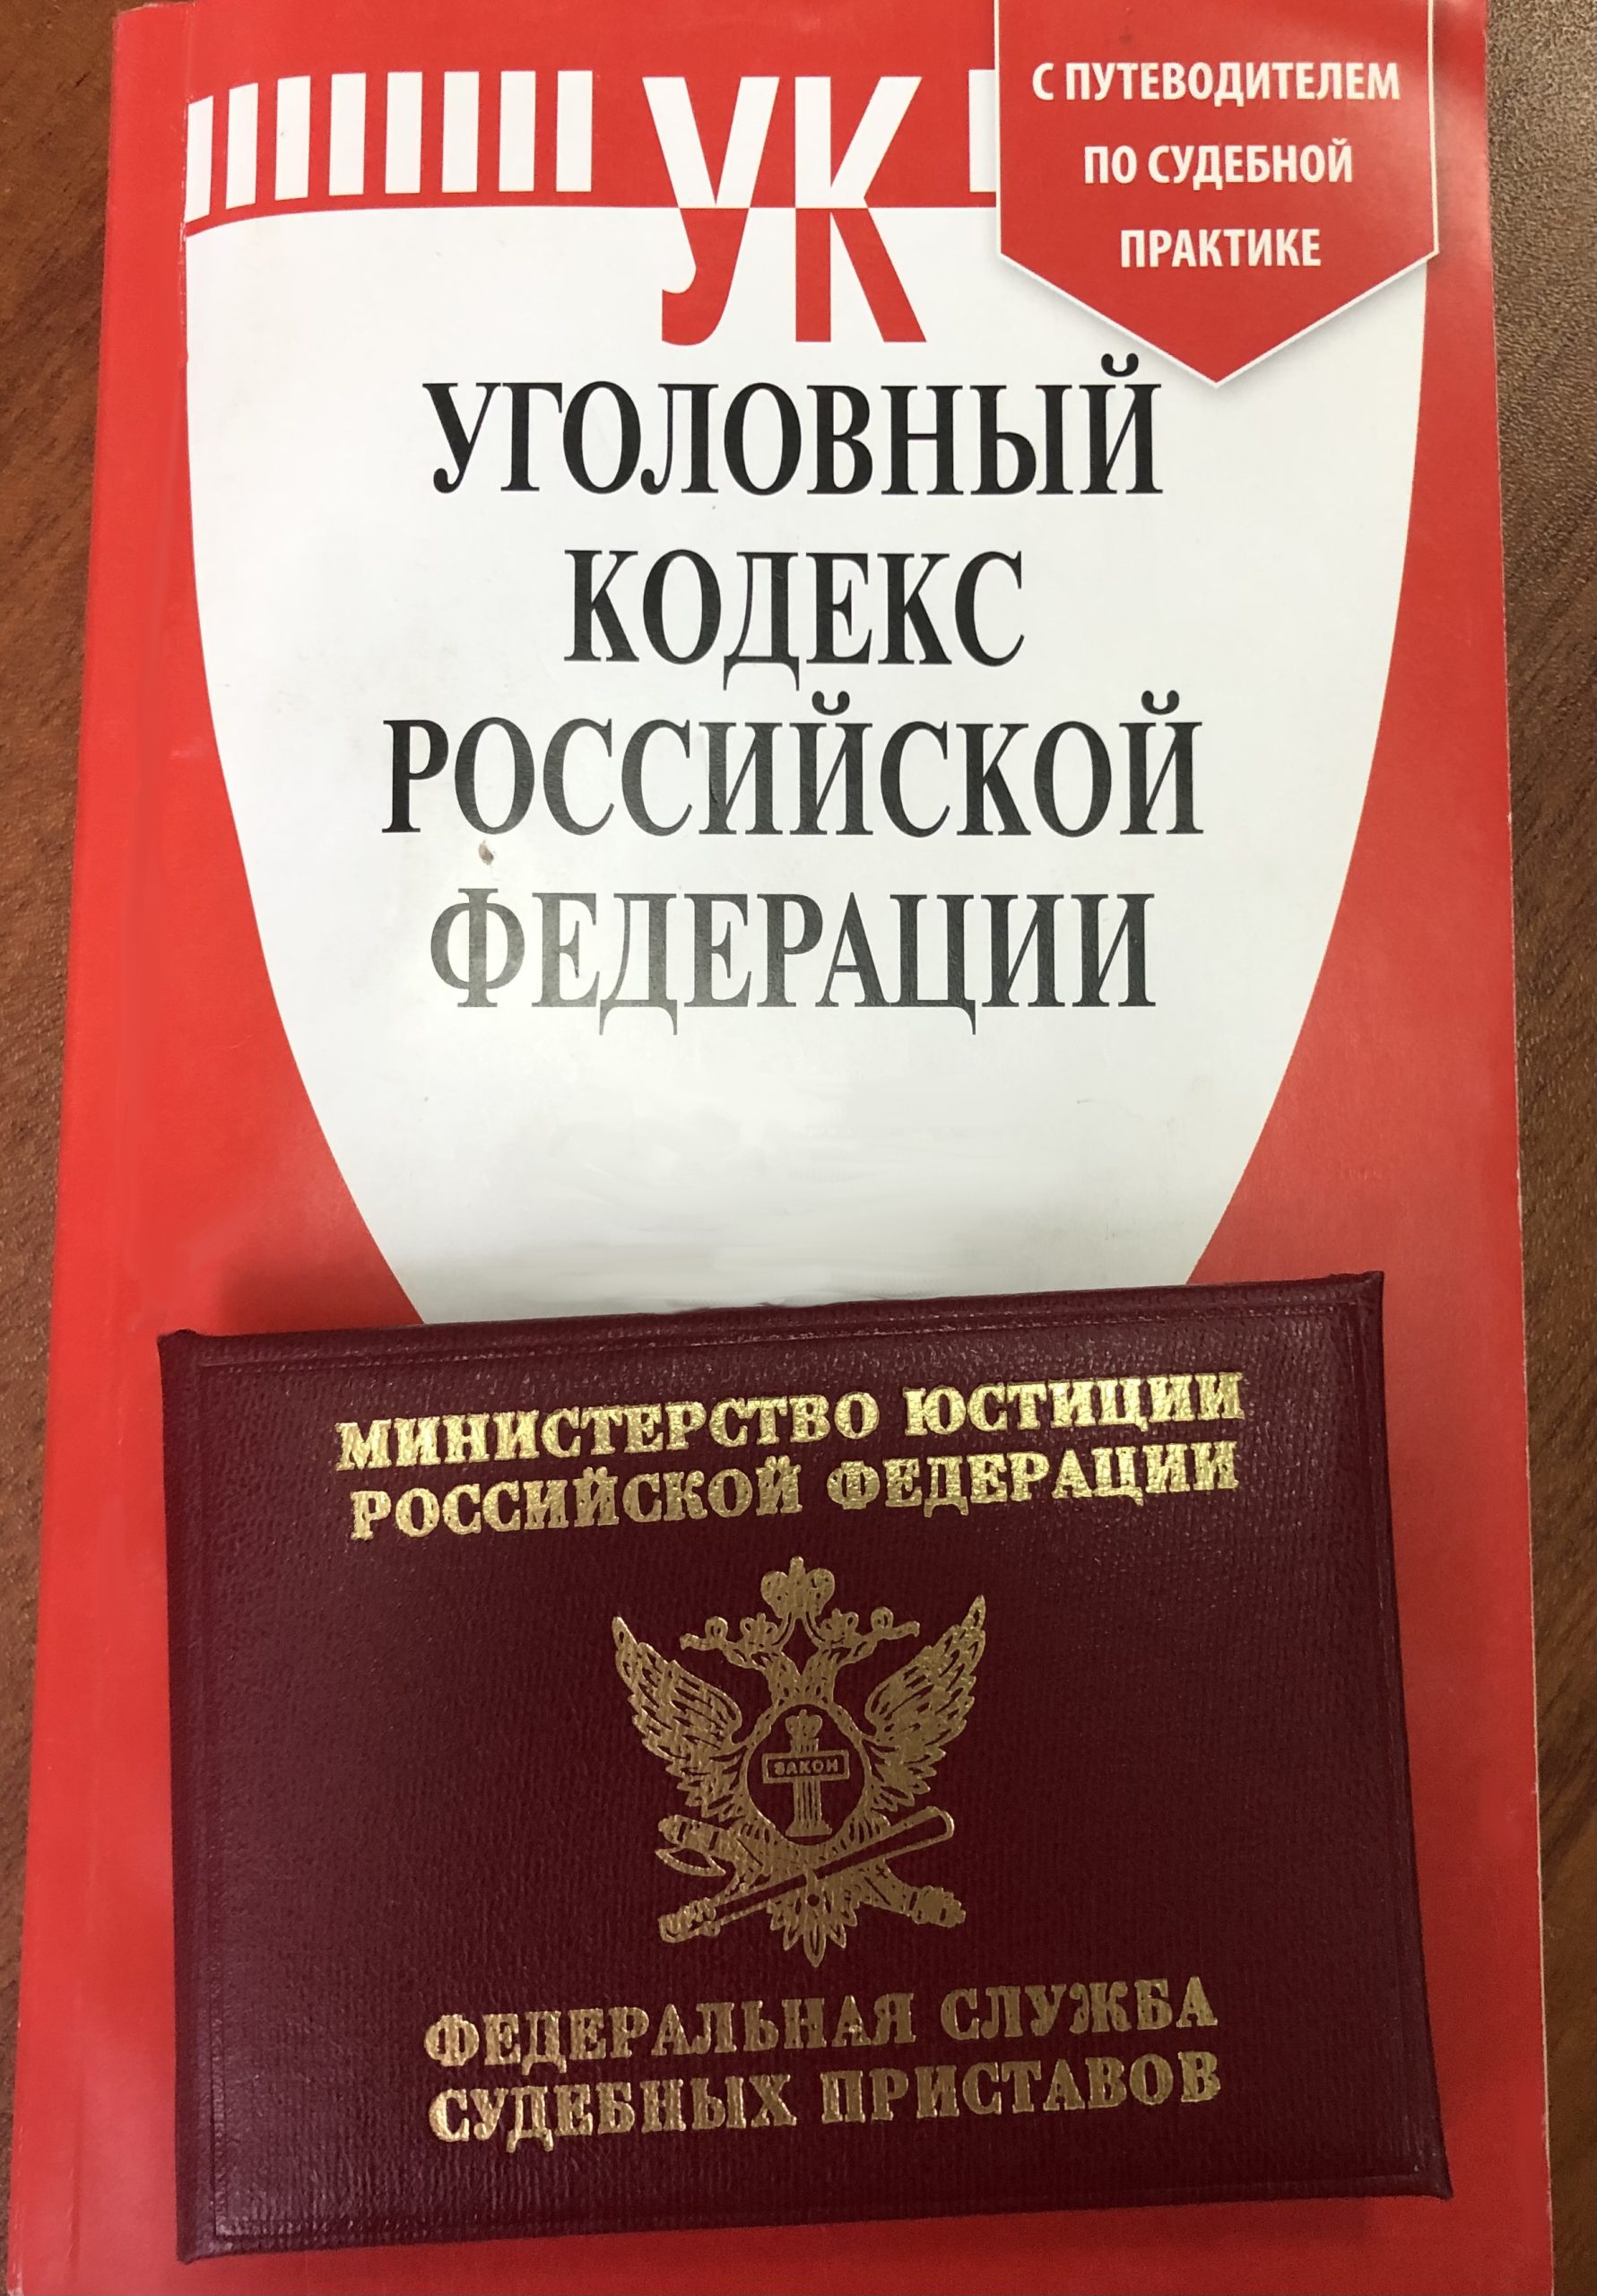 УК
С ПУТЕВОДИТЕЛЕМ
ПО СУДЕБНОЙ
ПРАКТИКЕ
УГОЛОВНЫЙ
КОДЕКС
РОССИЙСКОЙ
ФЕДЕРАЦИИ
МИНИСТЕРСТВО ЮСТИЦИИ
РОССИЙСКОЙ ФЕДЕРАЦИИ
ЗАКОН
ФЕДЕРАЛЬНАЯ СЛУЖБА
СУДЕБНЫХ ПРИСТАВОВ